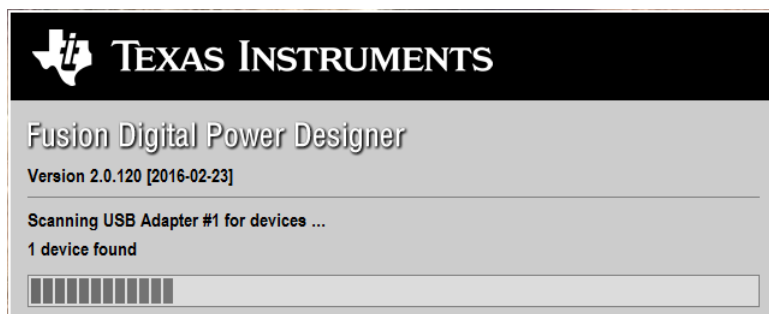 TEXAS INSTRUMENTS
Fusion Digital Power Designer
Version 2.0.120 [2016-02-23]
Scanning USB Adapter #1 for devices ...
1 device found